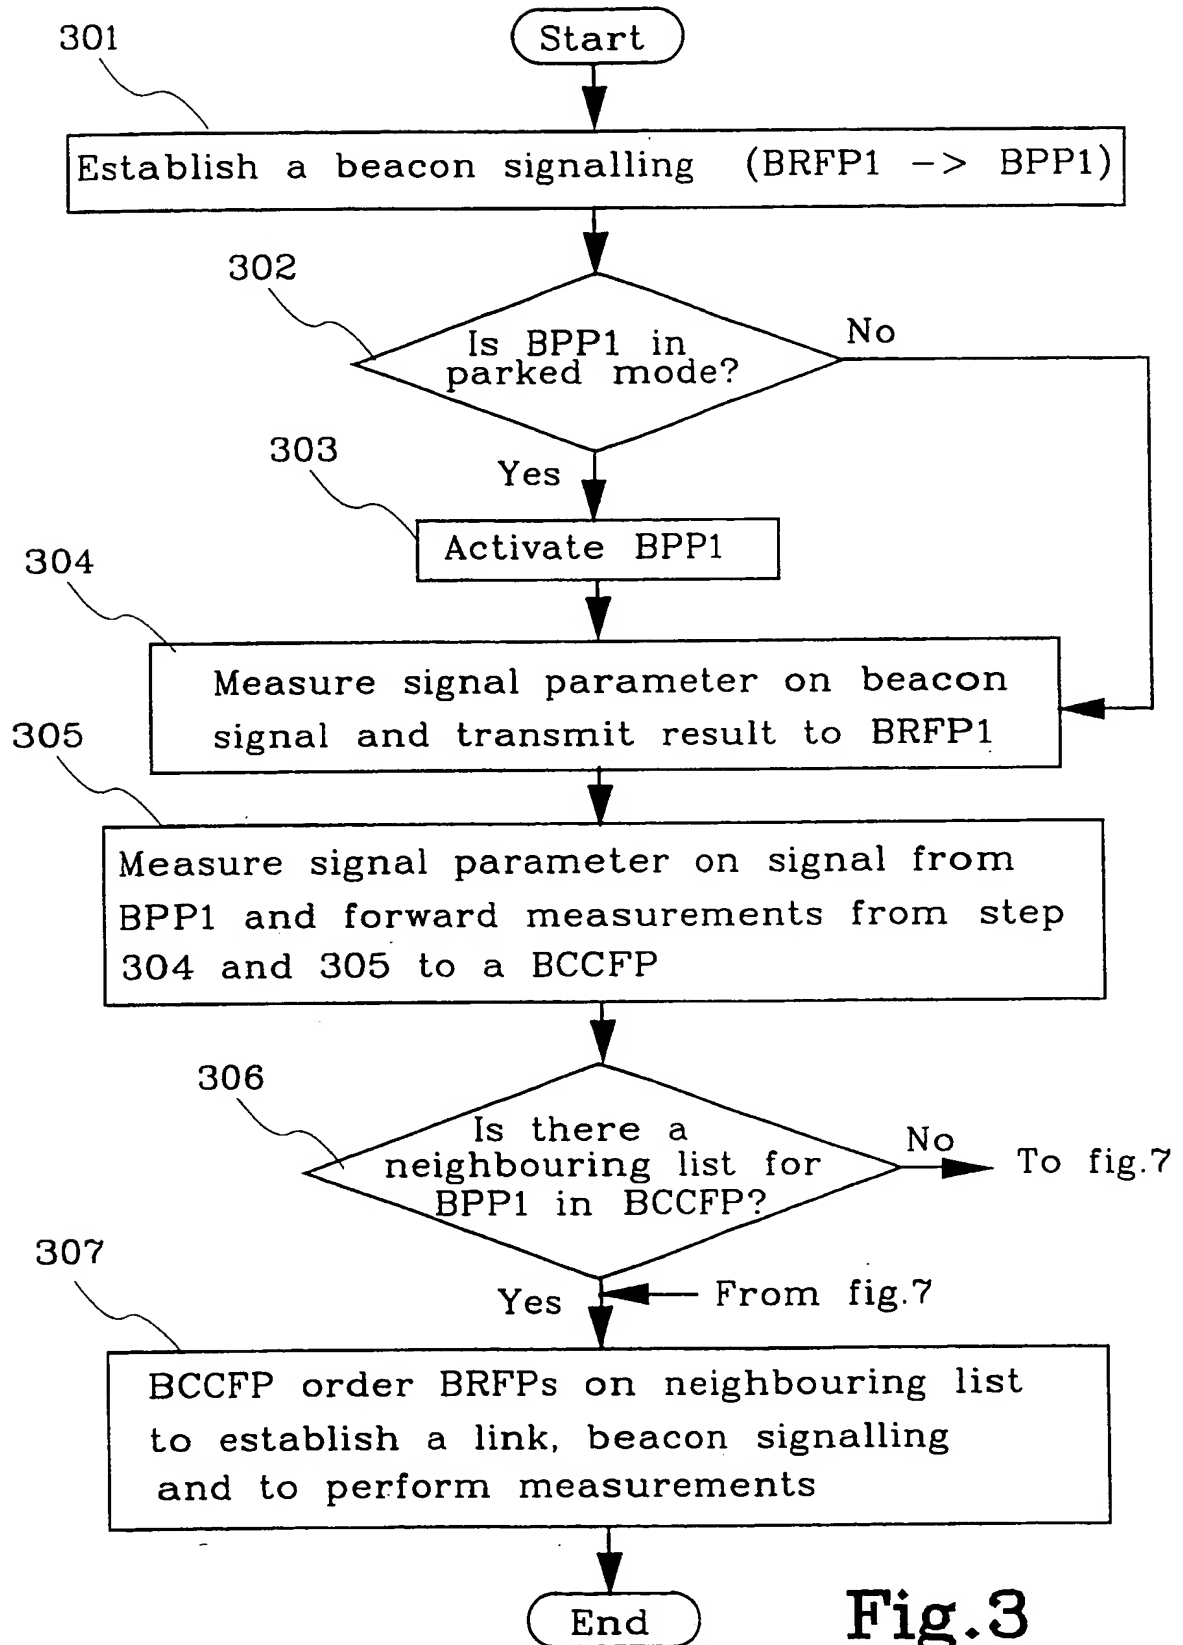 301
Start
Establish a beacon signalling (BRFP1 -> BPP1)
302
Is BPP1 in
parked mode?
No
303
Yes
Activate BPP1
304
Measure signal parameter on beacon
signal and transmit result to BRFP1
305
Measure signal parameter on signal from
BPP1 and forward measurements from step
304 and 305 to a BCCFP
306
Is there a
neighbouring list for
BPP1 in BCCFP?
No
To fig.7
307
Yes
From fig.7
BCCFP order BRFPs on neighbouring list
to establish a link, beacon signalling
and to perform measurements
End
Fig.3